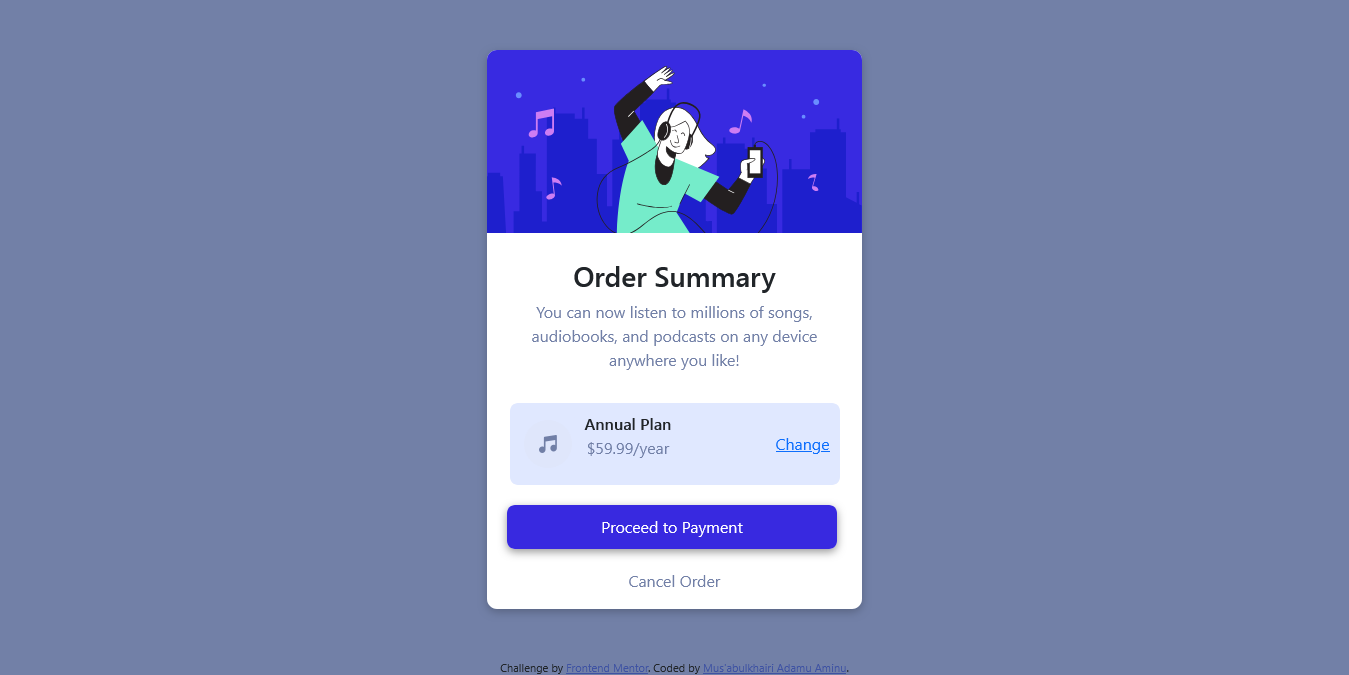 Order Summary
You can now listen to millions of songs,
audiobooks, and podcasts on any device
anywhere you like!
Annual Plan
$59.99/year
Change
Proceed to Payment
Cancel Order
Challenge by Frontend Mentor. Coded by Mus'abulkhairi Adamu Aminu.